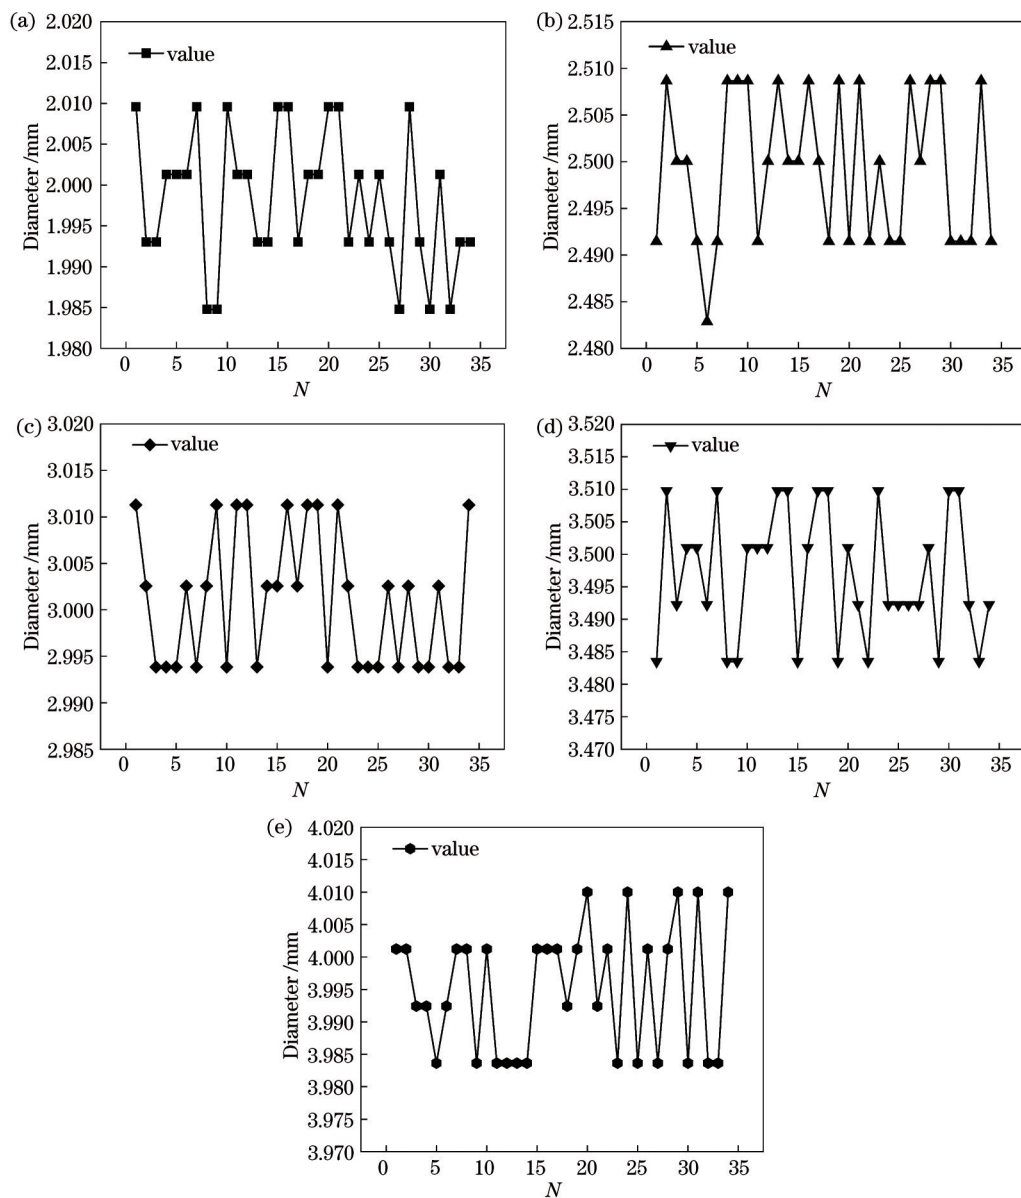 (a)
2.020
2.015
2.010
2.005
2.000
1.995
1.990
1.985
1.980
Diameter /mm
value
0 5 10 15 20 25 30 35
N
(b)
2.515
2.510
2.505
2.500
2.495
2.490
2.485
2.480
Diameter /mm
value
0 5 10 15 20 25 30 35
N
(c)
3.020
3.015
3.010
3.005
3.000
2.995
2.990
2.985
Diameter /mm
value
0 5 10 15 20 25 30 35
N
(d)
3.520
3.515
3.510
3.505
3.500
3.495
3.490
3.485
3.480
3.475
3.470
Diameter /mm
value
0 5 10 15 20 25 30 35
N
(e)
4.020
4.015
4.010
4.005
4.000
3.995
3.990
3.985
3.980
3.975
3.970
Diameter /mm
value
0 5 10 15 20 25 30 35
N